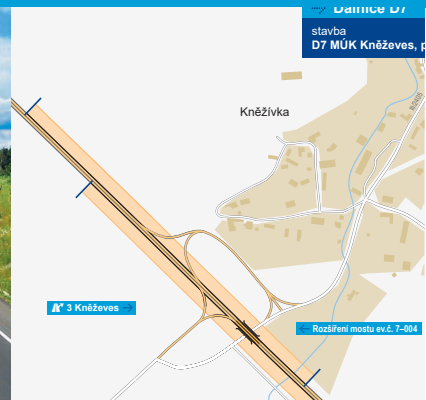 Dálnice D7
stavba
D7 MÚK Kněževes, p
Kněžívka
3 Kněževes
Rozšíření mostu ev.č. 7–004